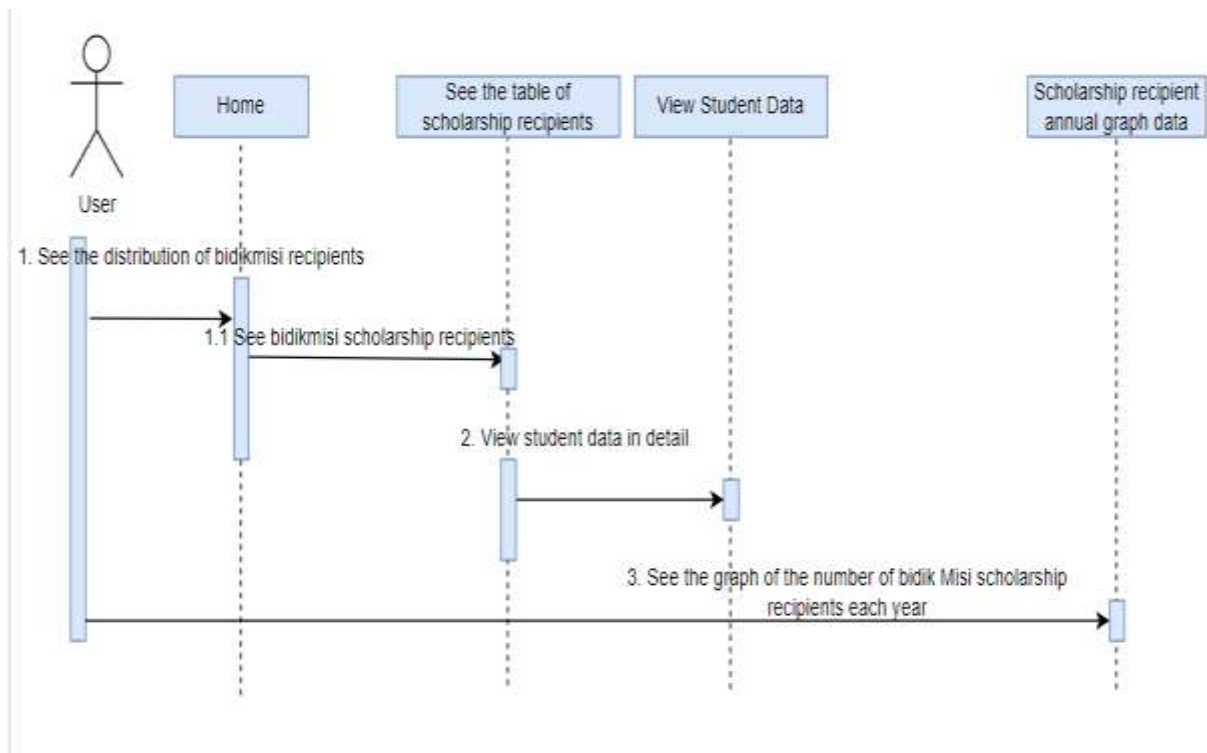 Home
See the table of
scholarship recipients
View Student Data
Scholarship recipient
annual graph data
User
1. See the distribution of bidikmisi recipients
1.1 See bidikmisi scholarship recipients
2. View student data in detail
3. See the graph of the number of bidik Misi scholarship
recipients each year